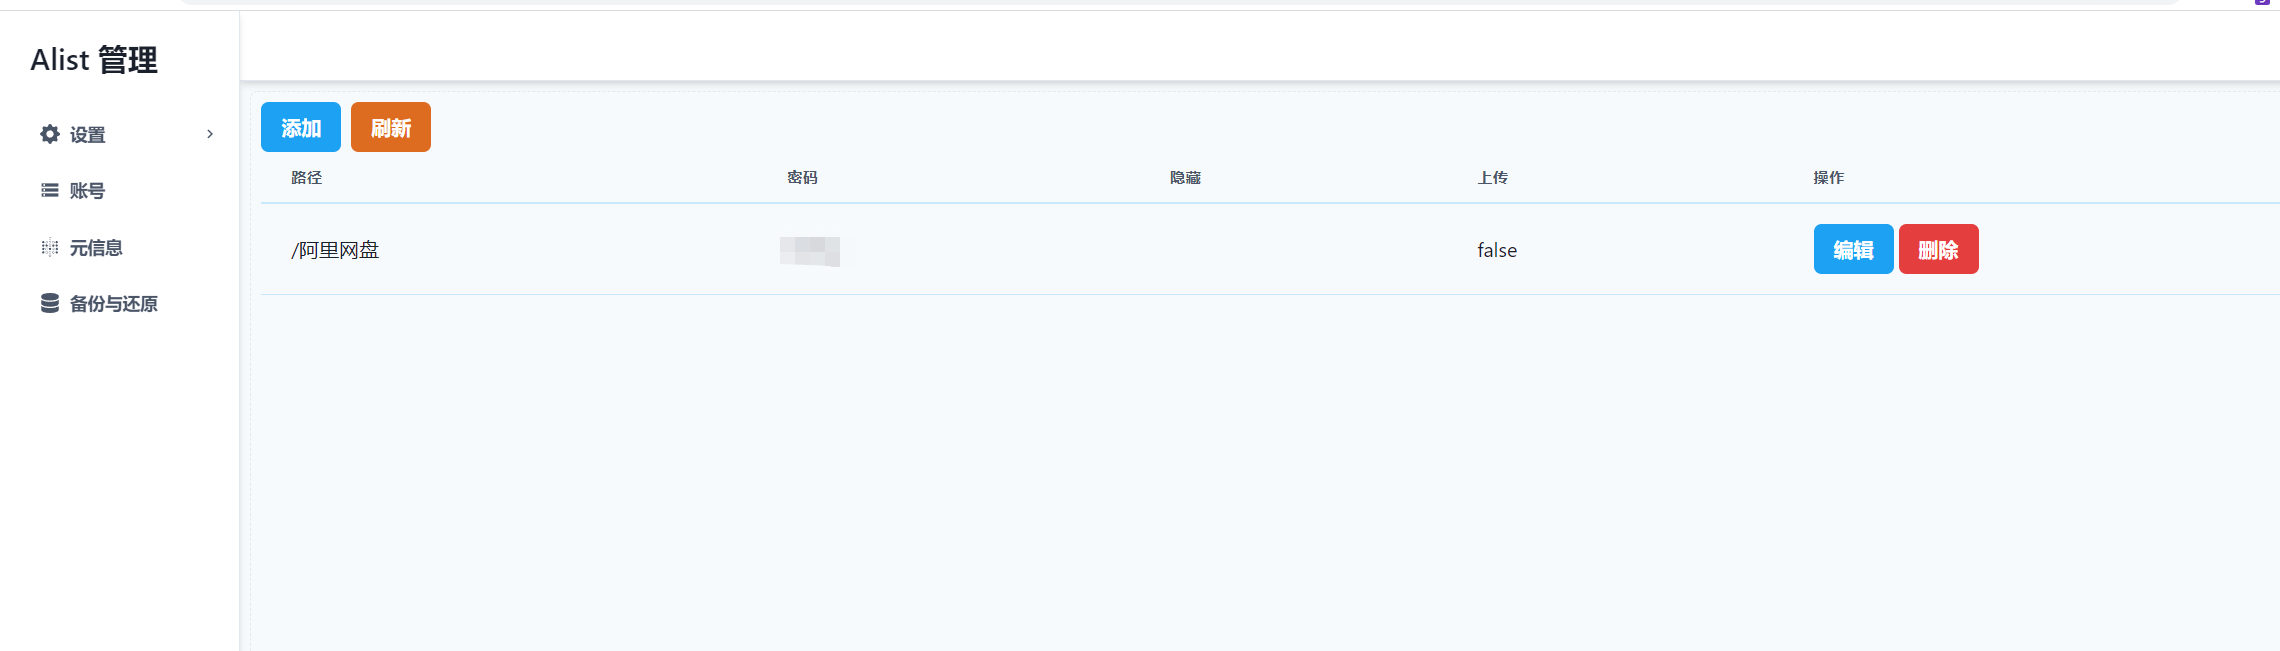 Alist 管理
设置
账号
元信息
备份与还原
添加 刷新
路径 密码 隐藏 上传 操作
/阿里网盘 false 编辑 删除